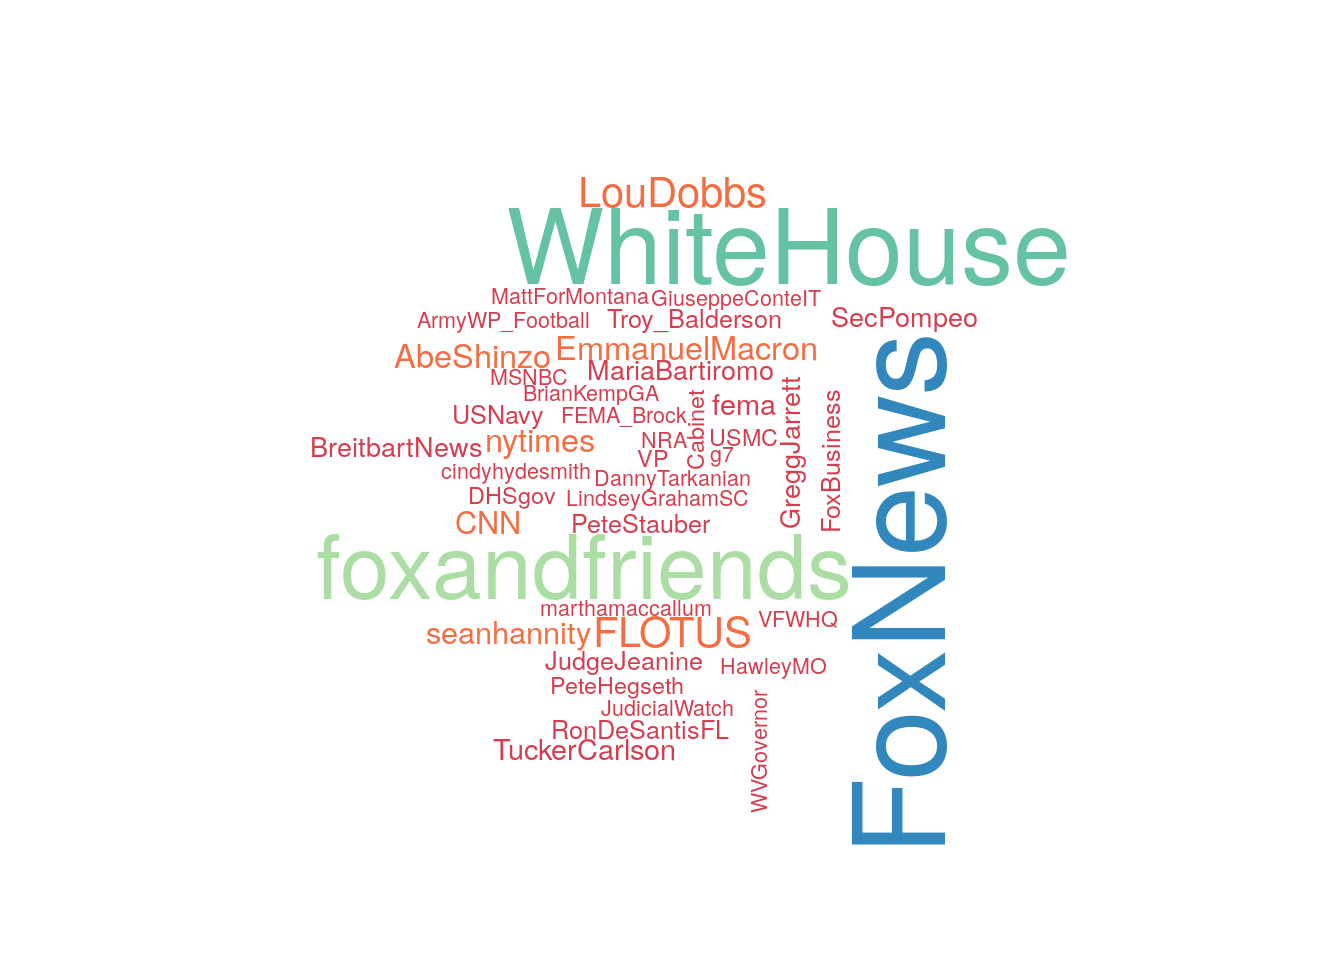 LouDobbs
WhiteHouse
MattForMontana
GiuseppeConteIT
ArmyWP_Football
Troy_Balderson
SecPompeo
AbeShinzo
EmmanuelMacron
MSNBC
MariaBartiromo
BrianKempGA
Cabinet
fema
GreggJarrett
FoxBusiness
FoxNews
USNavy
FEMA_Brock
BreitbartNews
nytimes
NRA
USMC
VP
g7
cindyhydesmith
DannyTarkanian
DHSgov
LindseyGrahamSC
CNN
PeteStauber
foxandfriends
marthamaccallum
VFWHQ
seanhannity
FLOTUS
JudgeJeanine
HawleyMO
PeteHegseth
JudicialWatch
WVGovernor
RonDeSantisFL
TuckerCarlson